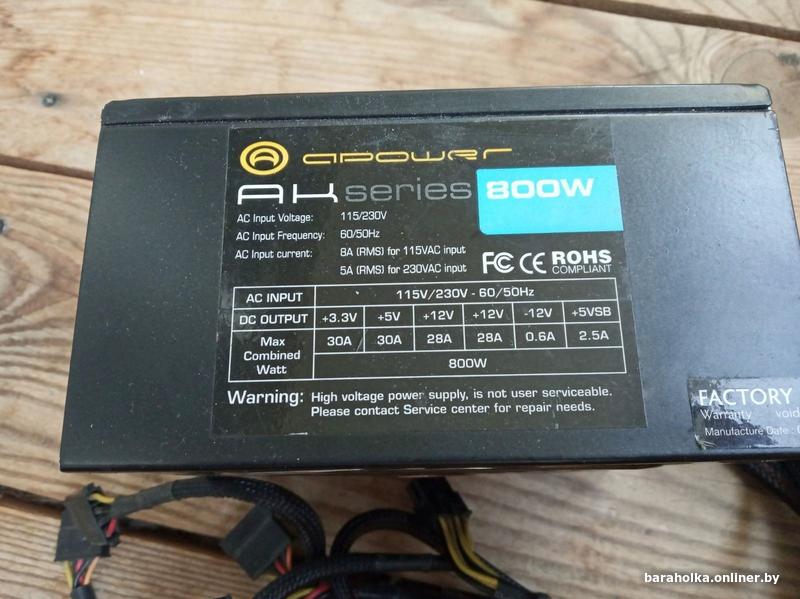 apower
AK series 800W
AC Input Voltage: 115/230V
AC Input Frequency: 60/50Hz
AC Input current: 8A (RMS) for 115VAC input
5A (RMS) for 230VAC input
FC CE ROHS
COMPLIANT
AC INPUT 115V/230V - 60/50Hz
DC OUTPUT +3.3V +5V +12V +12V -12V +5VSB
Max Combined Watt 30A 30A 28A 28A 0.6A 2.5A
800W
Warning: High voltage power supply, is not user serviceable.
Please contact Service center for repair needs.
FACTORY
Warranty void
Manufacture Date :
baraholka.onliner.by